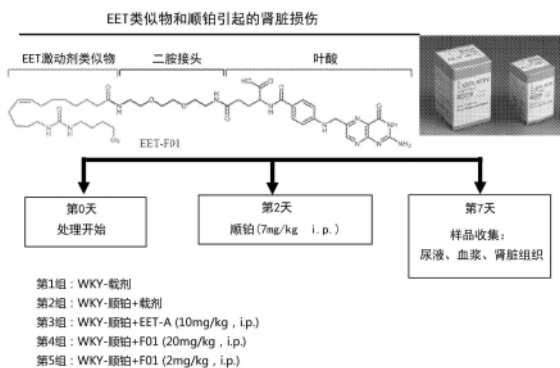 EET类似物和顺铂引起的肾脏损伤
EET激动剂类似物
二胺接头
叶酸
EET-F01
第0天
处理开始
第2天
顺铂(7mg/kg i.p.)
第7天
样品收集:
尿液、血浆、肾脏组织
第1组:WKY-载剂
第2组:WKY-顺铂+载剂
第3组:WKY-顺铂+EET-A (10mg/kg , i.p.)
第4组:WKY-顺铂+F01 (20mg/kg , i.p.)
第5组:WKY-顺铂+F01 (2mg/kg , i.p.)